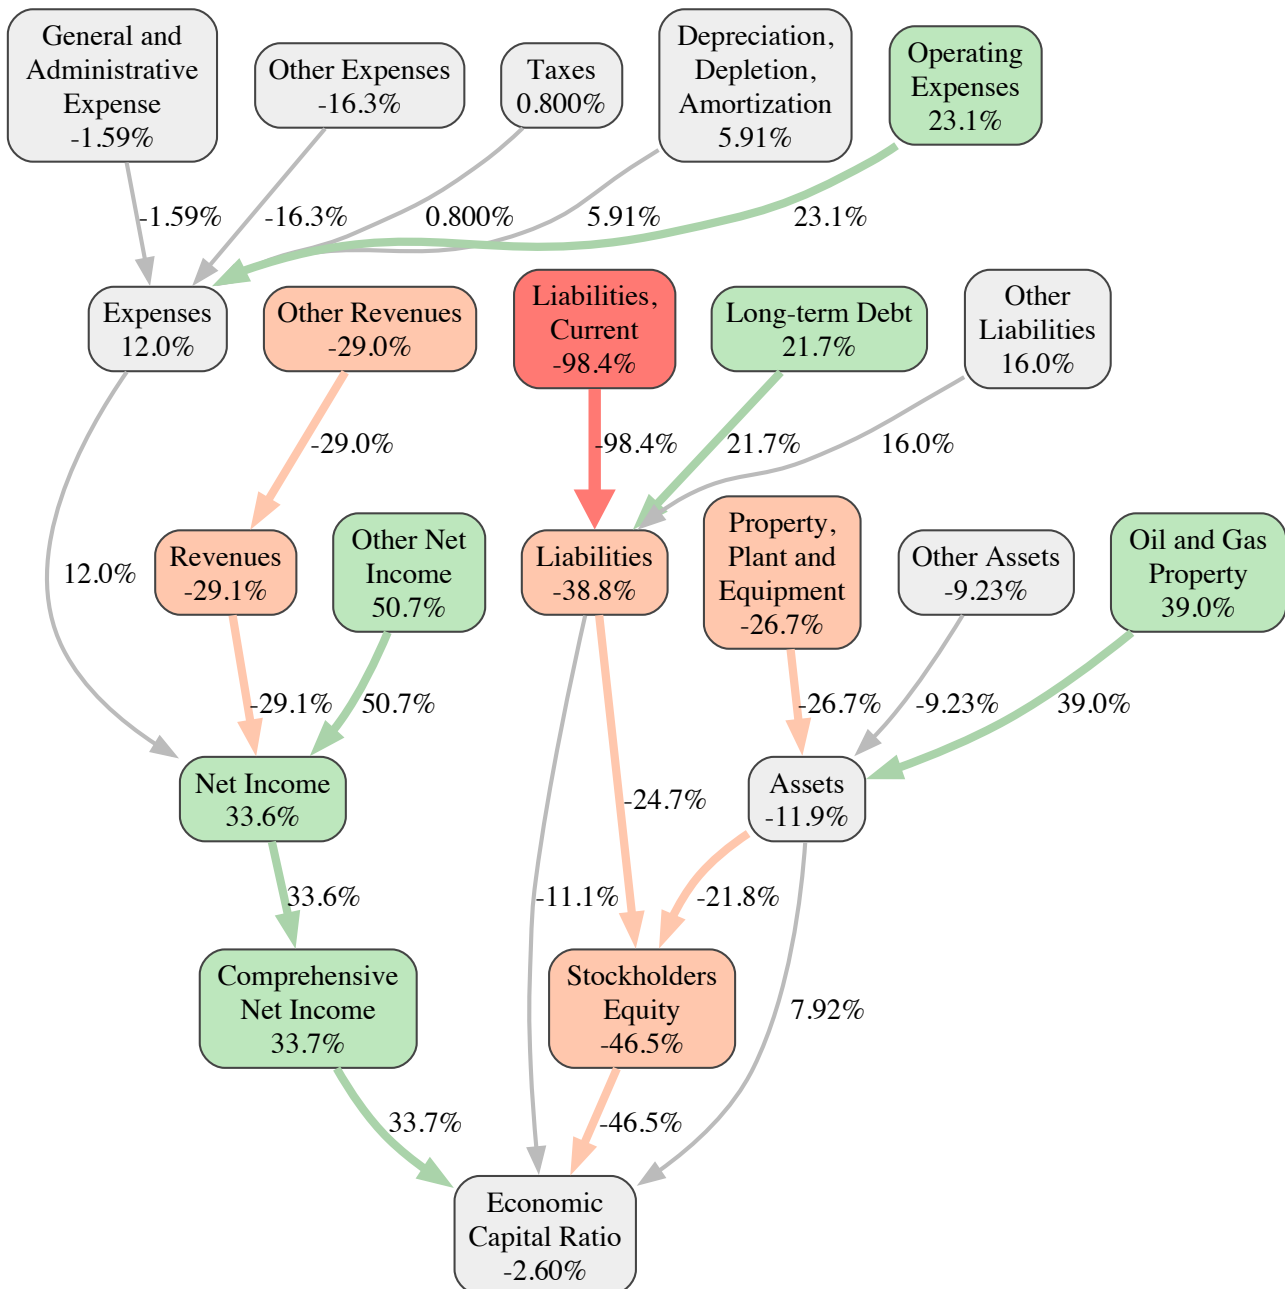 General and
Administrative
Expense
-1.59%
Other Expenses
-16.3%
Taxes
0.800%
Depreciation,
Depletion,
Amortization
5.91%
Operating
Expenses
23.1%
-1.59%
-16.3%
0.800%
5.91%
23.1%
Expenses
12.0%
Other Revenues
-29.0%
Liabilities,
Current
-98.4%
Long-term Debt
21.7%
Other
Liabilities
16.0%
-29.0%
-98.4%
21.7%
16.0%
12.0%
Revenues
-29.1%
Other Net
Income
50.7%
Liabilities
-38.8%
Property,
Plant and
Equipment
-26.7%
Other Assets
-9.23%
Oil and Gas
Property
39.0%
-29.1%
50.7%
-26.7%
-9.23%
39.0%
Net Income
33.6%
-24.7%
Assets
-11.9%
33.6%
-11.1%
-21.8%
Comprehensive
Net Income
33.7%
Stockholders
Equity
-46.5%
7.92%
33.7%
-46.5%
Economic
Capital Ratio
-2.60%